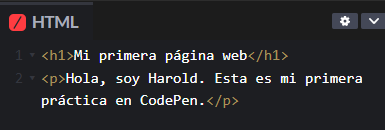 HTML
1 <h1>Mi primera página web</h1>
2 <p>Hola, soy Harold. Esta es mi primera
práctica en CodePen.</p>